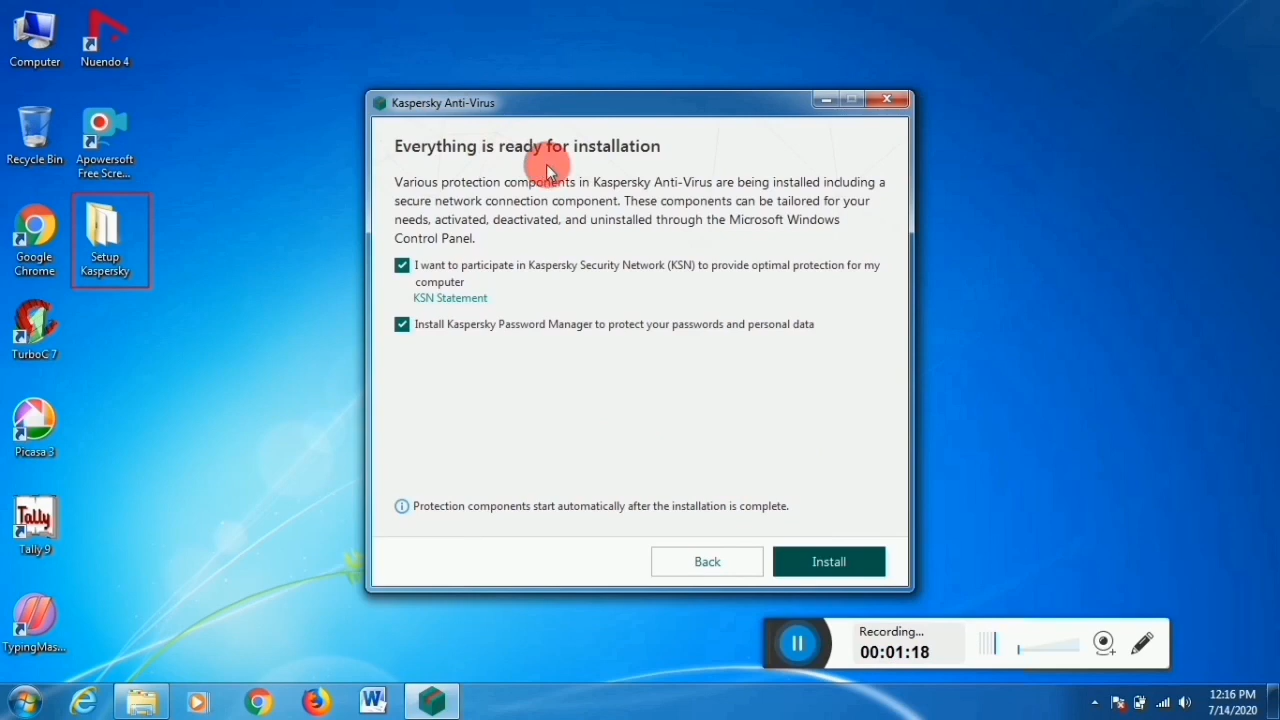 Computer
Nuendo 4
Recycle Bin
Apowersoft
Free Scre...
Google
Chrome
Setup
Kaspersky
TurboC 7
Picasa 3
Tally
Tally 9
TypingMas...
Kaspersky Anti-Virus
Everything is ready for installation
Various protection components in Kaspersky Anti-Virus are being installed including a
secure network connection component. These components can be tailored for your
needs, activated, deactivated, and uninstalled through the Microsoft Windows
Control Panel.
I want to participate in Kaspersky Security Network (KSN) to provide optimal protection for my
computer
KSN Statement
Install Kaspersky Password Manager to protect your passwords and personal data
Protection components start automatically after the installation is complete.
Back
Install
Recording...
00:01:18
12:16 PM
7/14/2020